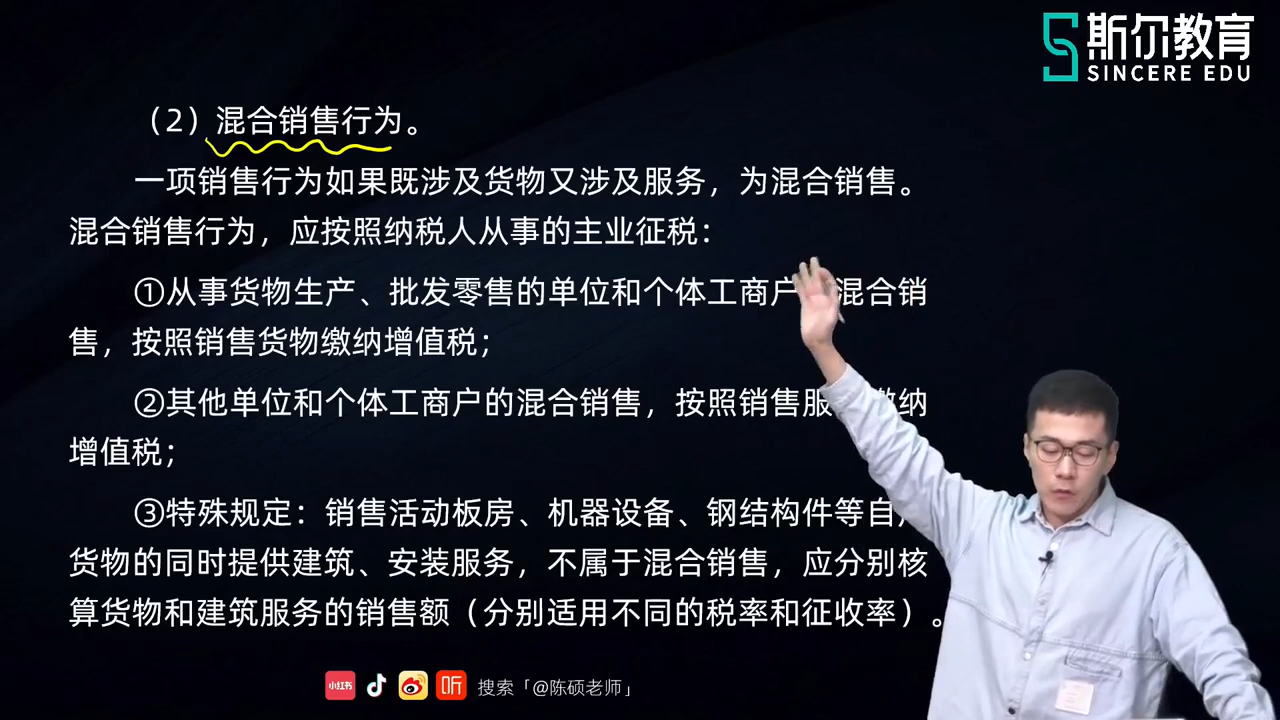 斯尔教育
SINCERE EDU
（2）混合销售行为。
一项销售行为如果既涉及货物又涉及服务，为混合销售。
混合销售行为，应按照纳税人从事的主业征税：
①从事货物生产、批发零售的单位和个体工商户 混合销
售，按照销售货物缴纳增值税；
②其他单位和个体工商户的混合销售，按照销售服 缴纳
增值税；
③特殊规定：销售活动板房、机器设备、钢结构件等自
货物的同时提供建筑、安装服务，不属于混合销售，应分别核
算货物和建筑服务的销售额（分别适用不同的税率和征收率）。
小红书 听 搜索「@陈硕老师」